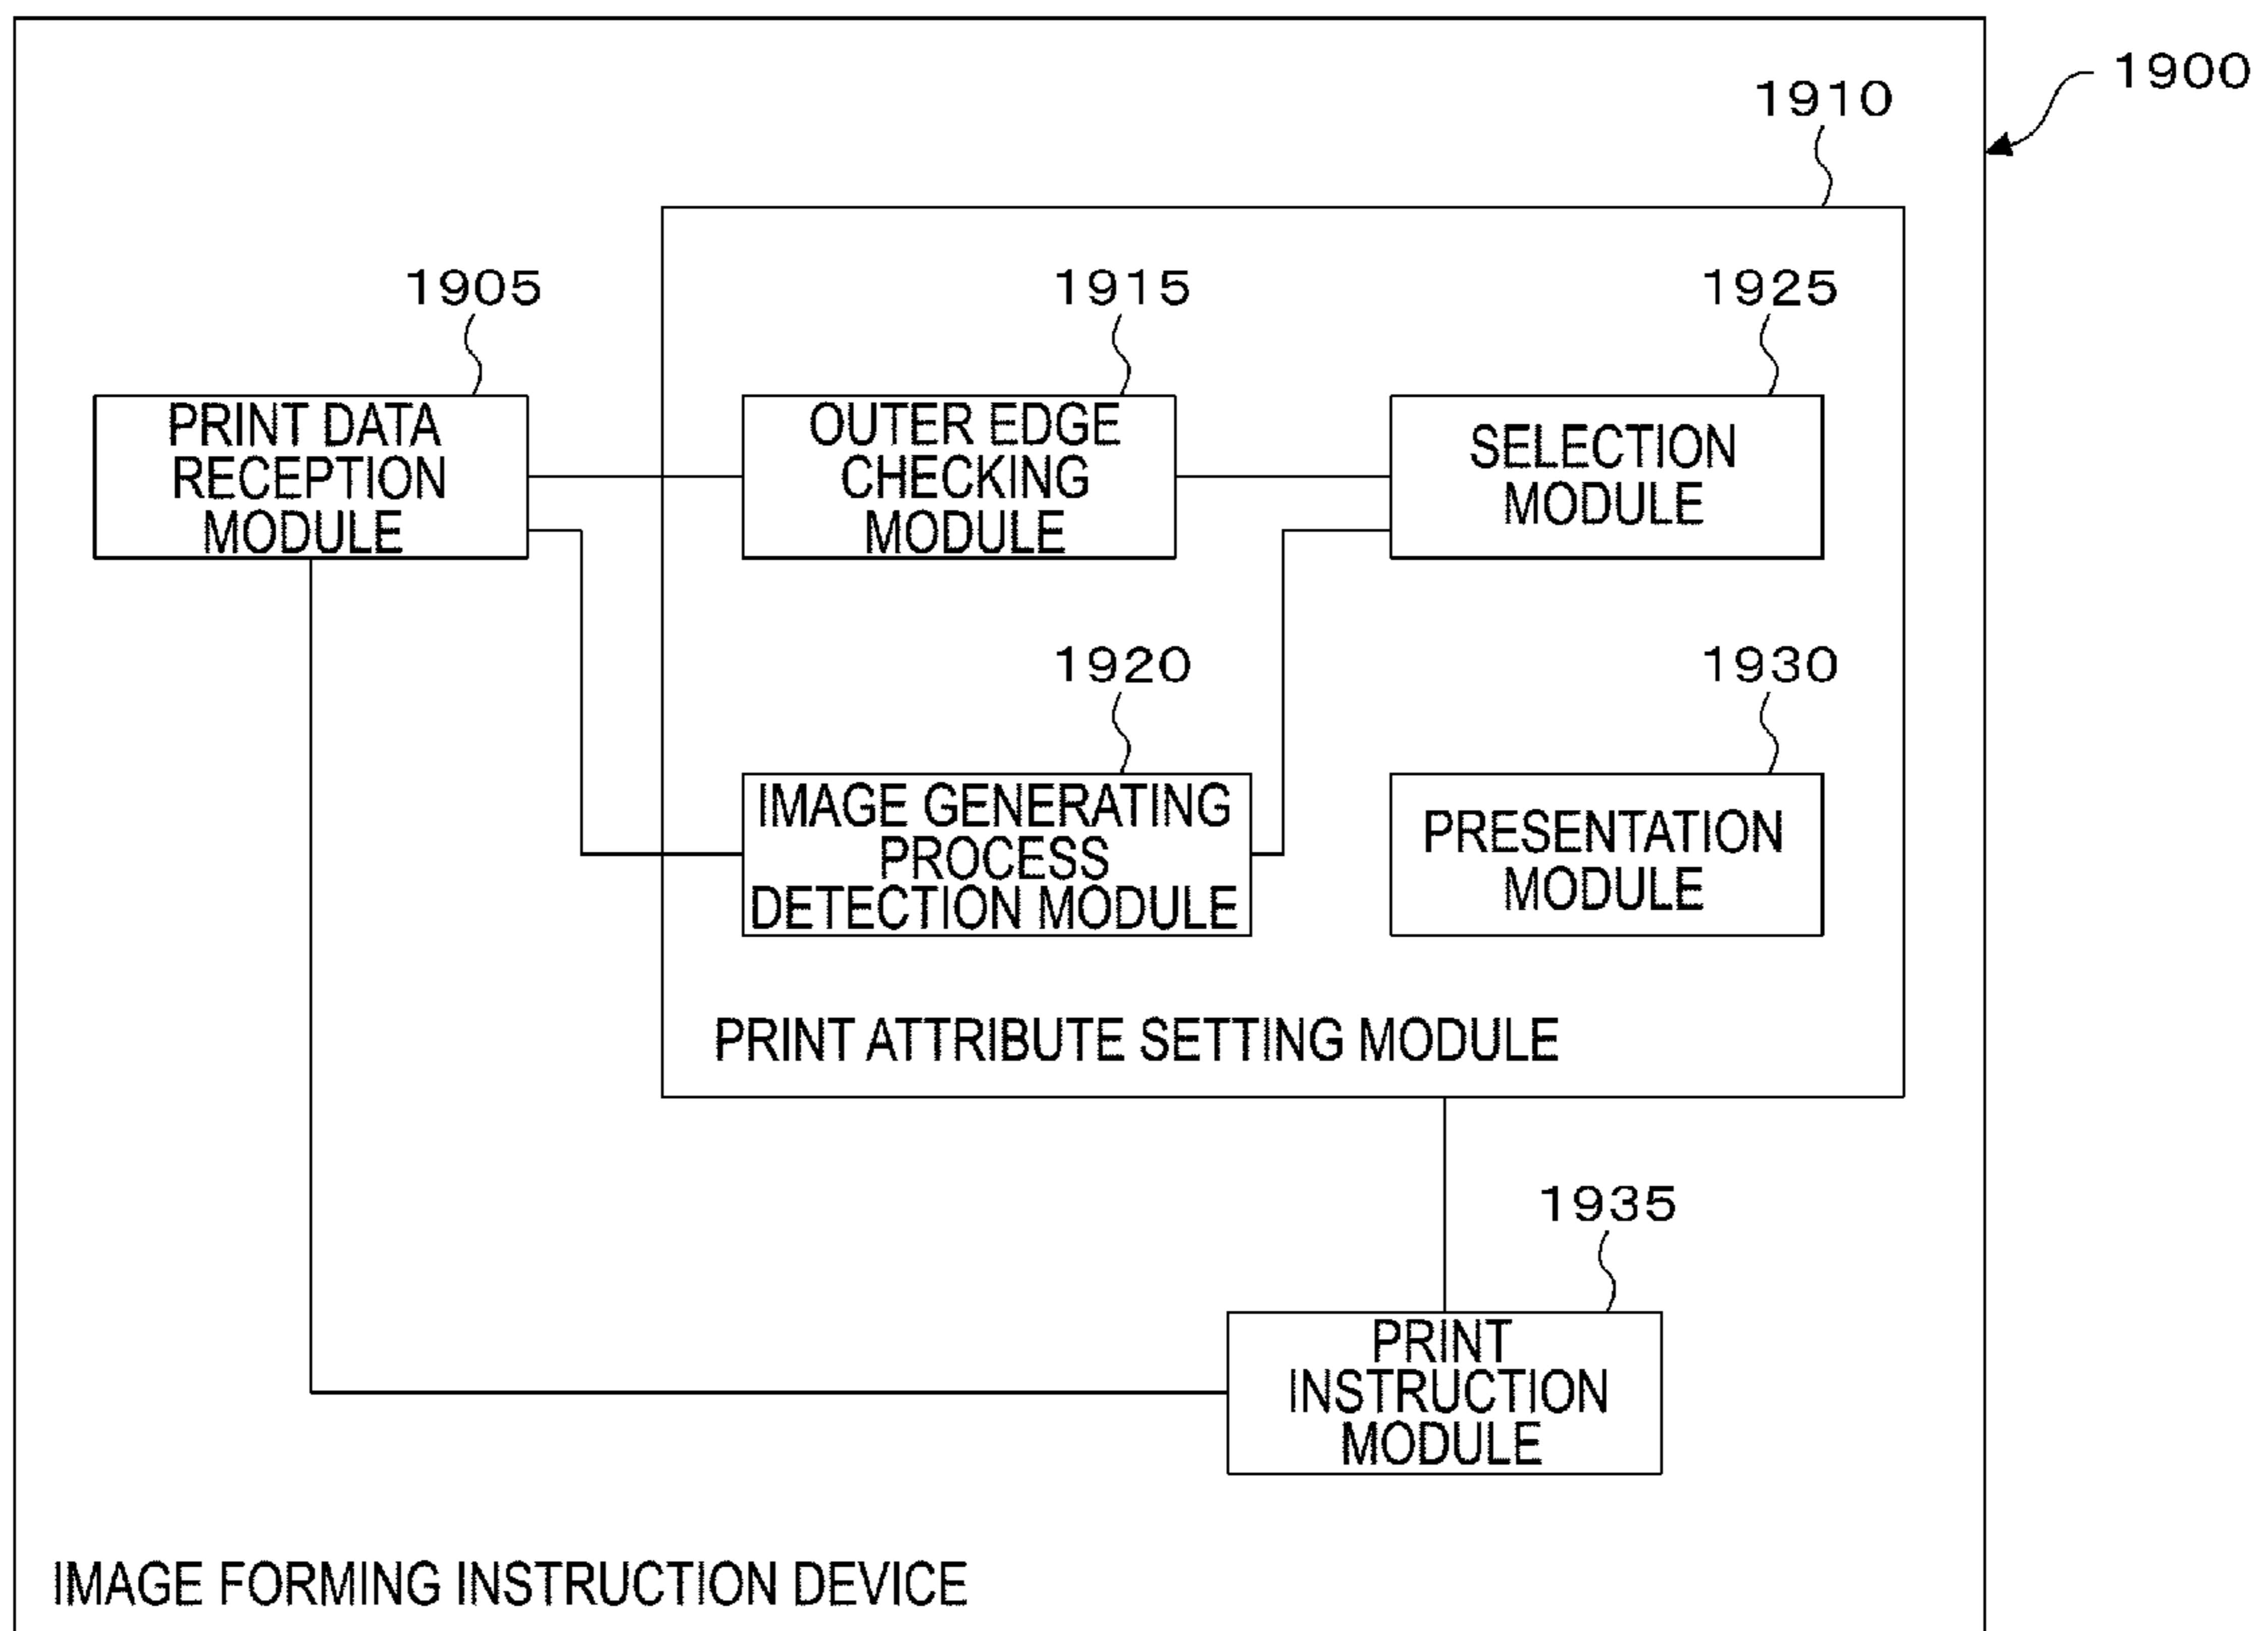 1900
1910
1905
1915
1925
PRINT DATA
RECEPTION
MODULE
OUTER EDGE
CHECKING
MODULE
SELECTION
MODULE
1920
1930
IMAGE GENERATING
PROCESS
DETECTION MODULE
PRESENTATION
MODULE
PRINT ATTRIBUTE SETTING MODULE
1935
PRINT
INSTRUCTION
MODULE
IMAGE FORMING INSTRUCTION DEVICE